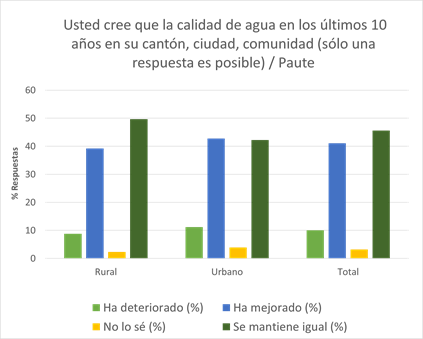 Usted cree que la calidad de agua en los últimos 10
años en su cantón, ciudad, comunidad (sólo una
respuesta es posible) / Paute
% Respuestas
60
50
40
30
20
10
0
Rural
Urbano
Total
Ha deteriorado (%)
Ha mejorado (%)
No lo sé (%)
Se mantiene igual (%)